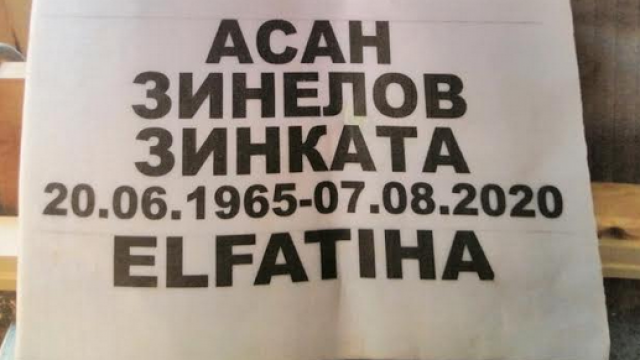 АСАН
ЗИНЕЛОВ
ЗИНКАТА
20.06.1965-07.08.2020
ELFATIHA